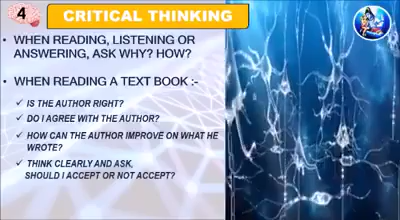 4
CRITICAL THINKING
• WHEN READING, LISTENING OR
ANSWERING, ASK WHY? HOW?
• WHEN READING A TEXT BOOK :-
✓ IS THE AUTHOR RIGHT?
✓ DO I AGREE WITH THE AUTHOR?
✓ HOW CAN THE AUTHOR IMPROVE ON WHAT HE
WROTE?
✓ THINK CLEARLY AND ASK,
SHOULD I ACCEPT OR NOT ACCEPT?